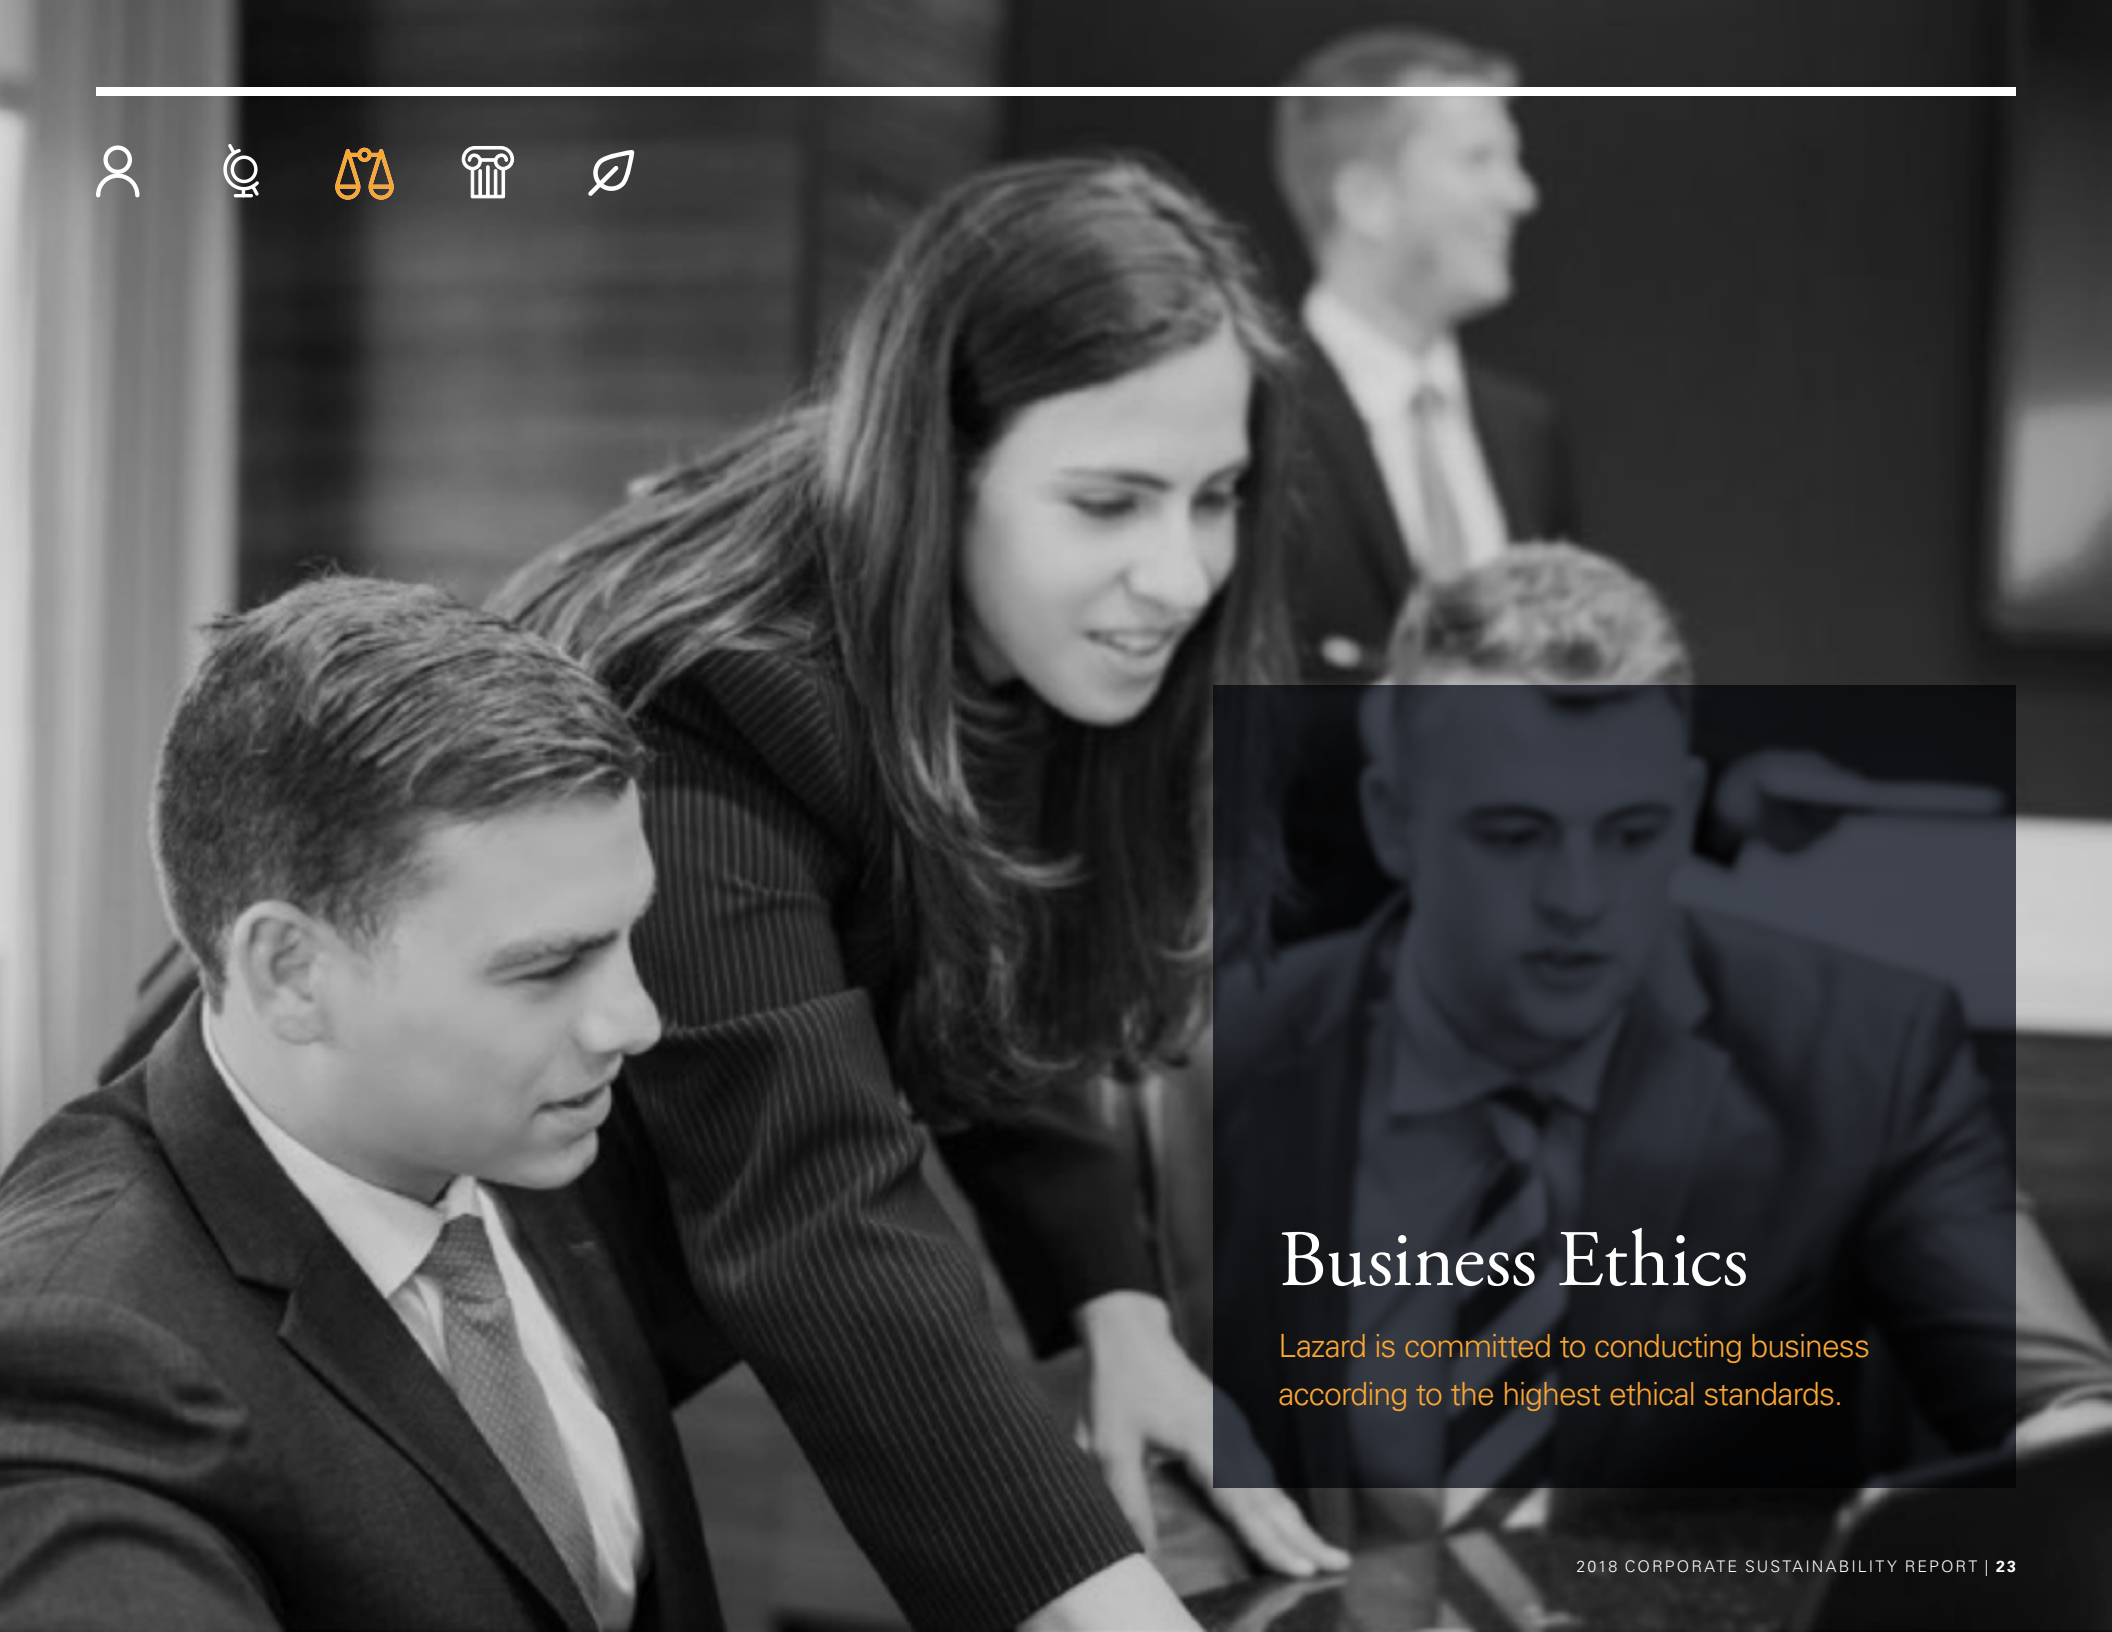 Business Ethics
Lazard is committed to conducting business
according to the highest ethical standards.
2018 CORPORATE SUSTAINABILITY REPORT | 23